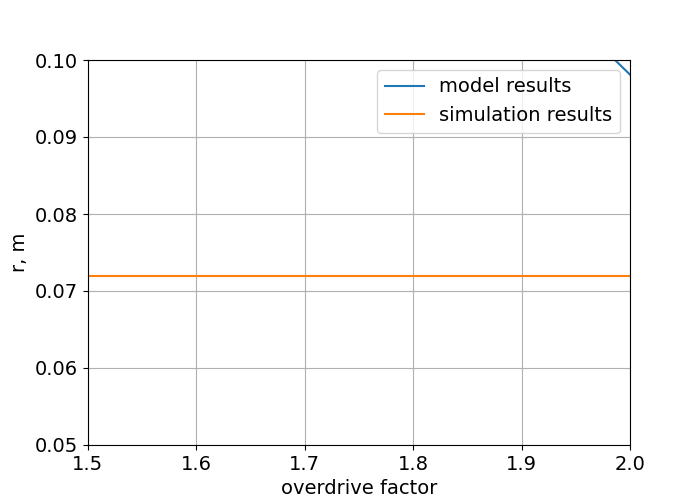 0.10
model results
simulation results
0.09
0.08
r, m
0.07
0.06
0.05
1.5 1.6 1.7 1.8 1.9 2.0
overdrive factor